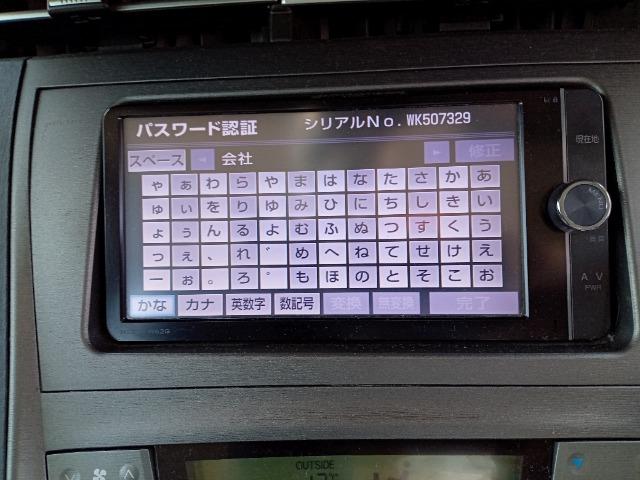 パスワード認証 シリアルNo. WK507329
スペース ◄ 会社 ► 修正
ゃ ぁ わ ら や ま は な た さ か あ
ゅ ぃ を り ゆ み ひ に ち し き い
ょ ぅ ん る よ む ふ ぬ つ す く う
っ ぇ 、 れ ゛ め へ ね て せ け え
ー ぉ 。 ろ ゜ も ほ の と そ こ お
かな カナ 英数字 数記号 変換 無変換 完了
現在地
AV
PWR
OUTSIDE